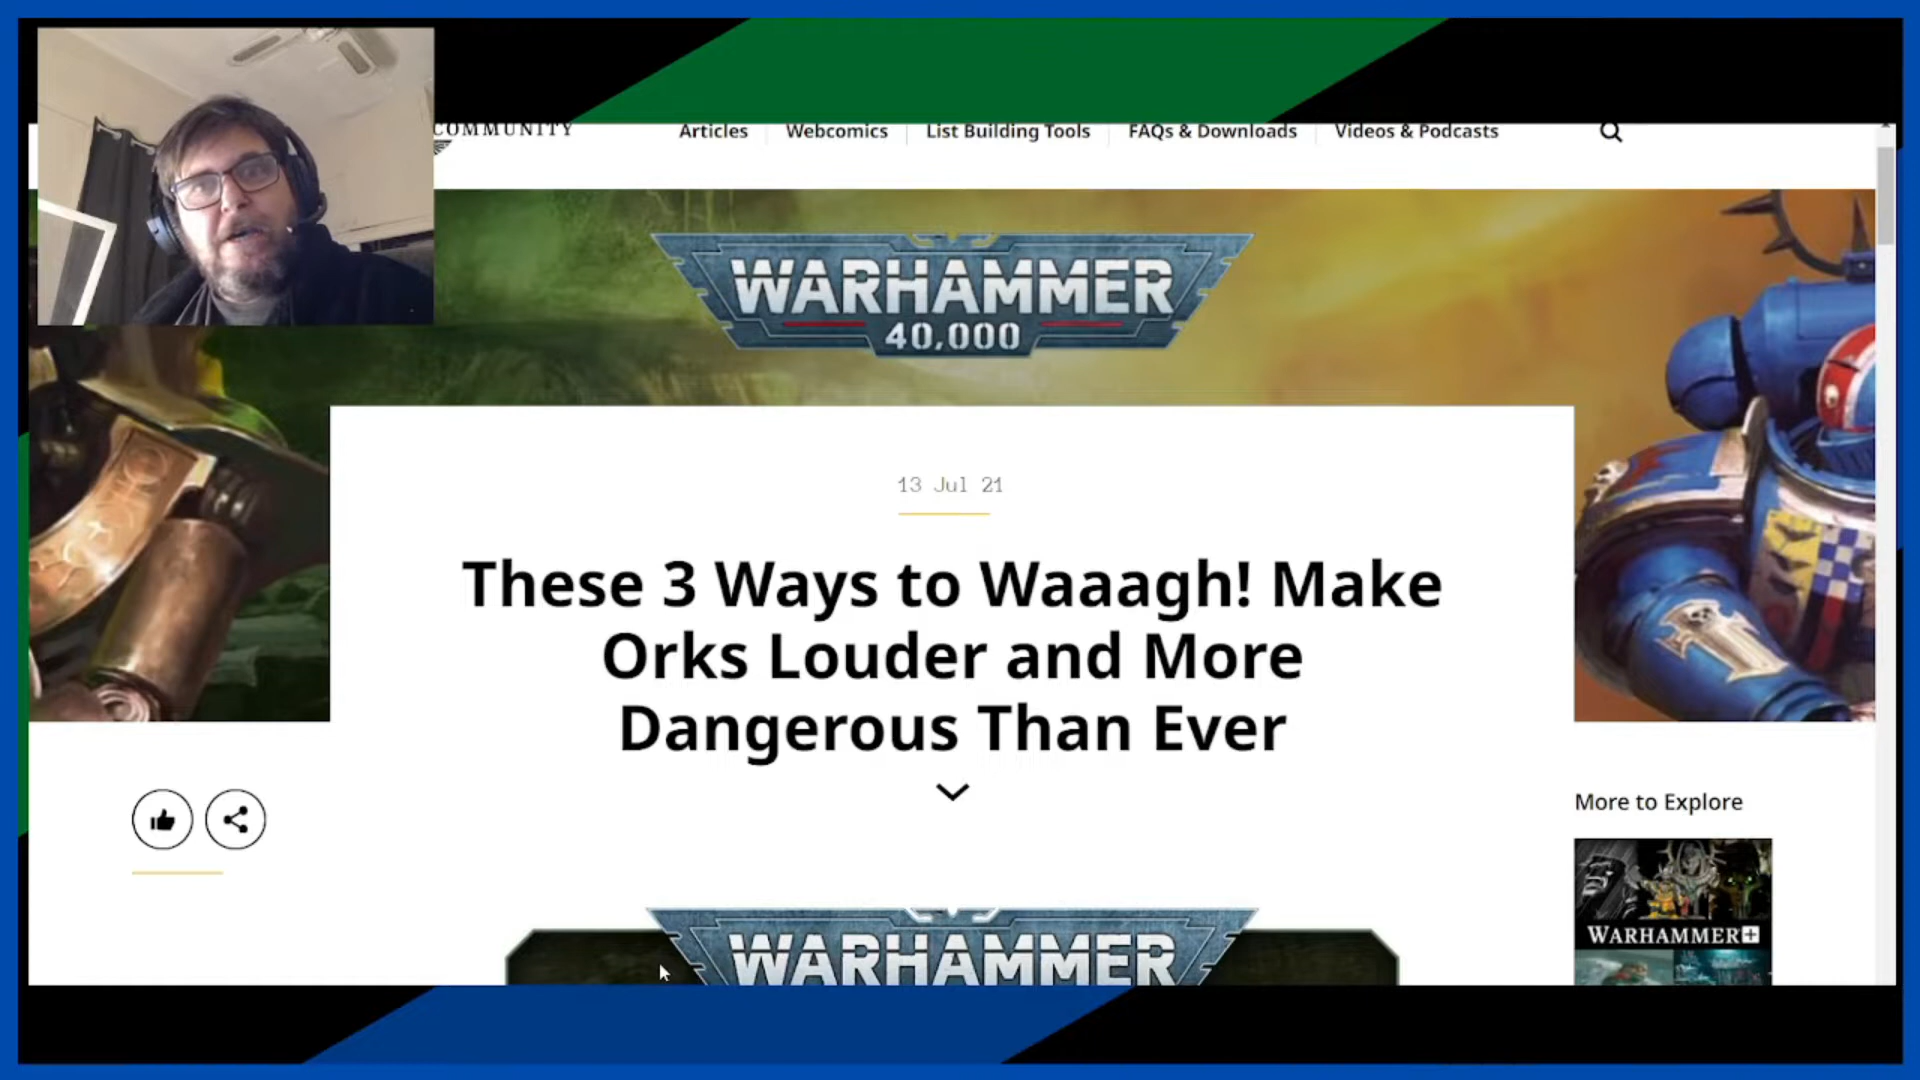 COMMUNITY
Articles
Webcomics
List Building Tools
FAQs & Downloads
Videos & Podcasts
WARHAMMER
40,000
13 Jul 21
These 3 Ways to Waaagh! Make
Orks Louder and More
Dangerous Than Ever
More to Explore
WARHAMMER+
WARHAMMER